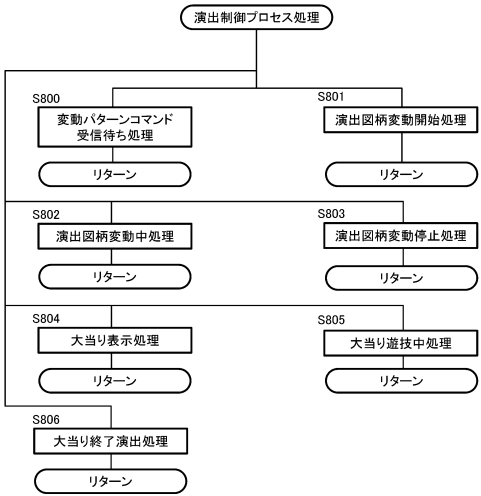 演出制御プロセス処理
S800
変動パターンコマンド
受信待ち処理
リターン
S801
演出図柄変動開始処理
リターン
S802
演出図柄変動中処理
リターン
S803
演出図柄変動停止処理
リターン
S804
大当り表示処理
リターン
S805
大当り遊技中処理
リターン
S806
大当り終了演出処理
リターン